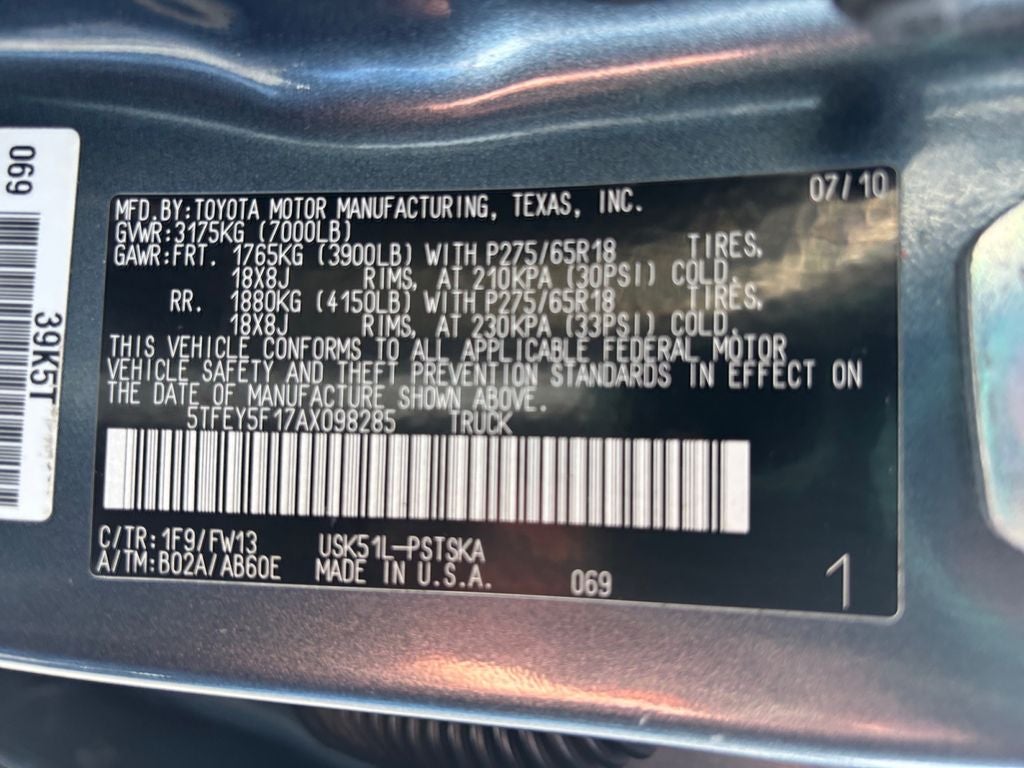 069
39K5T
07/10
MFD.BY:TOYOTA MOTOR MANUFACTURING, TEXAS, INC.
GVWR:3175KG (7000LB)
GAWR:FRT. 1765KG (3900LB) WITH P275/65R18 TIRES,
18X8J RIMS, AT 210KPA (30PSI) COLD.
RR. 1880KG (4150LB) WITH P275/65R18 TIRES,
18X8J RIMS, AT 230KPA (33PSI) COLD.
THIS VEHICLE CONFORMS TO ALL APPLICABLE FEDERAL MOTOR
VEHICLE SAFETY AND THEFT PREVENTION STANDARDS IN EFFECT ON
THE DATE OF MANUFACTURE SHOWN ABOVE.
5TFEY5F17AX098285 TRUCK
C/TR:1F9/FW13 USK51L-PSTSKA
A/TM:B02A/AB60E MADE IN U.S.A. 069
1